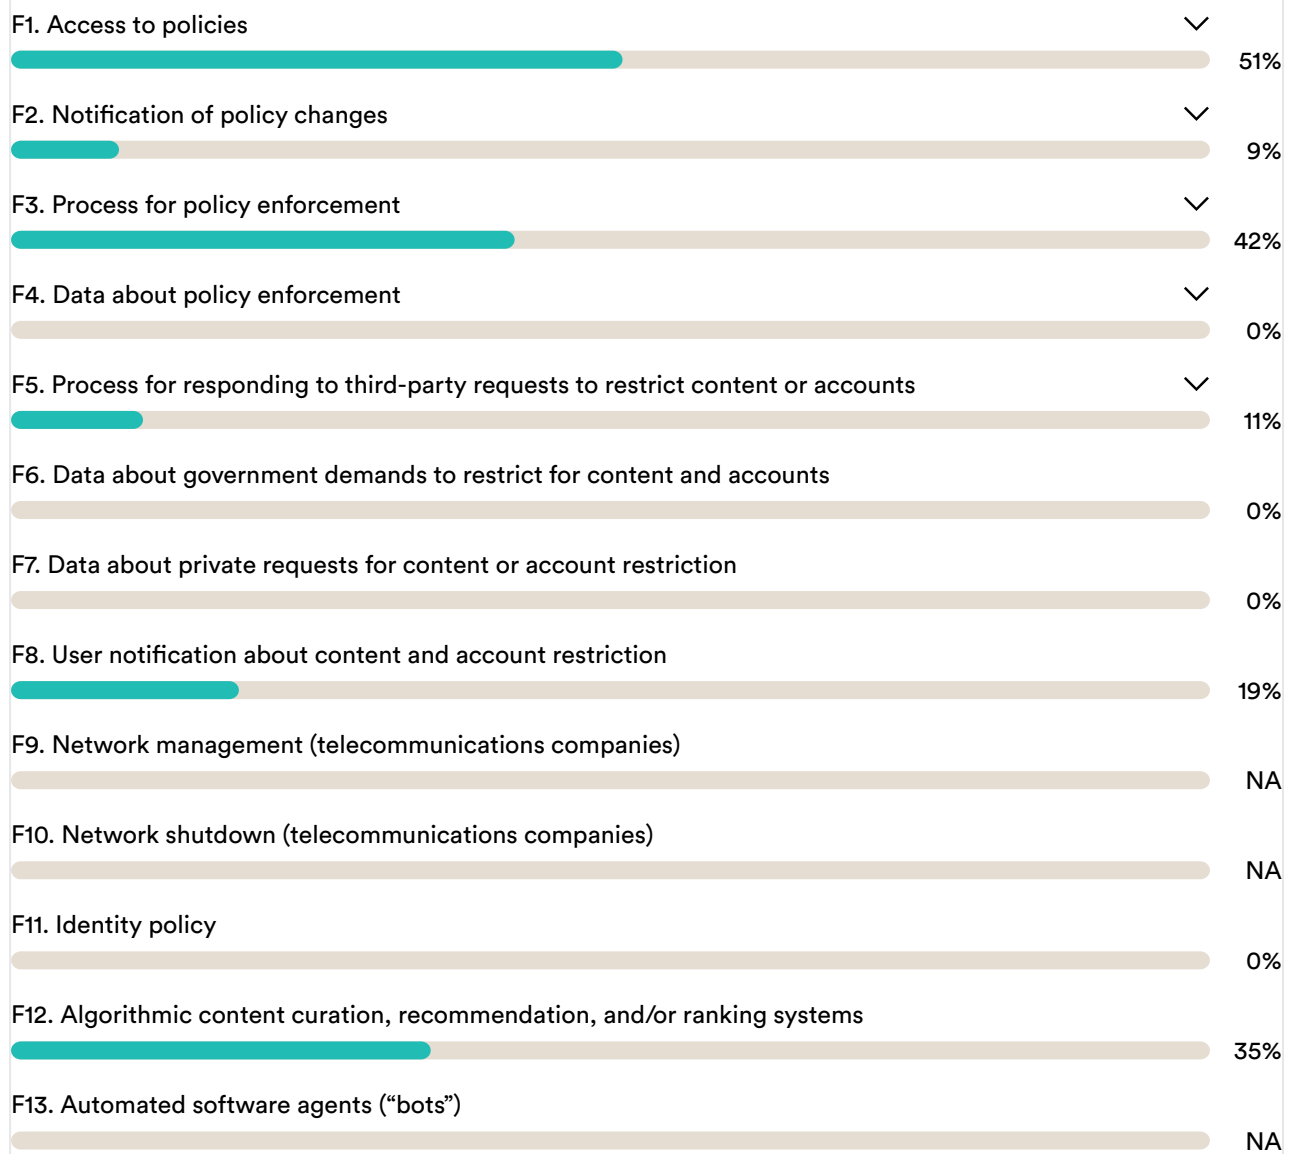 F1. Access to policies
51%
F2. Notification of policy changes
9%
F3. Process for policy enforcement
42%
F4. Data about policy enforcement
0%
F5. Process for responding to third-party requests to restrict content or accounts
11%
F6. Data about government demands to restrict for content and accounts
0%
F7. Data about private requests for content or account restriction
0%
F8. User notification about content and account restriction
19%
F9. Network management (telecommunications companies)
NA
F10. Network shutdown (telecommunications companies)
NA
F11. Identity policy
0%
F12. Algorithmic content curation, recommendation, and/or ranking systems
35%
F13. Automated software agents (“bots”)
NA